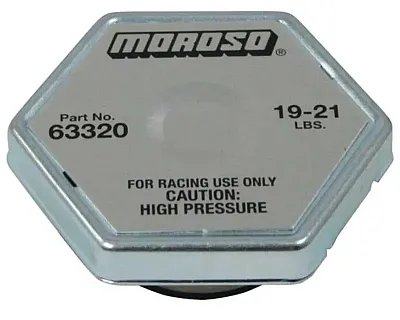 MOROSO®
Part No.
63320
19-21
LBS.
FOR RACING USE ONLY
CAUTION:
HIGH PRESSURE